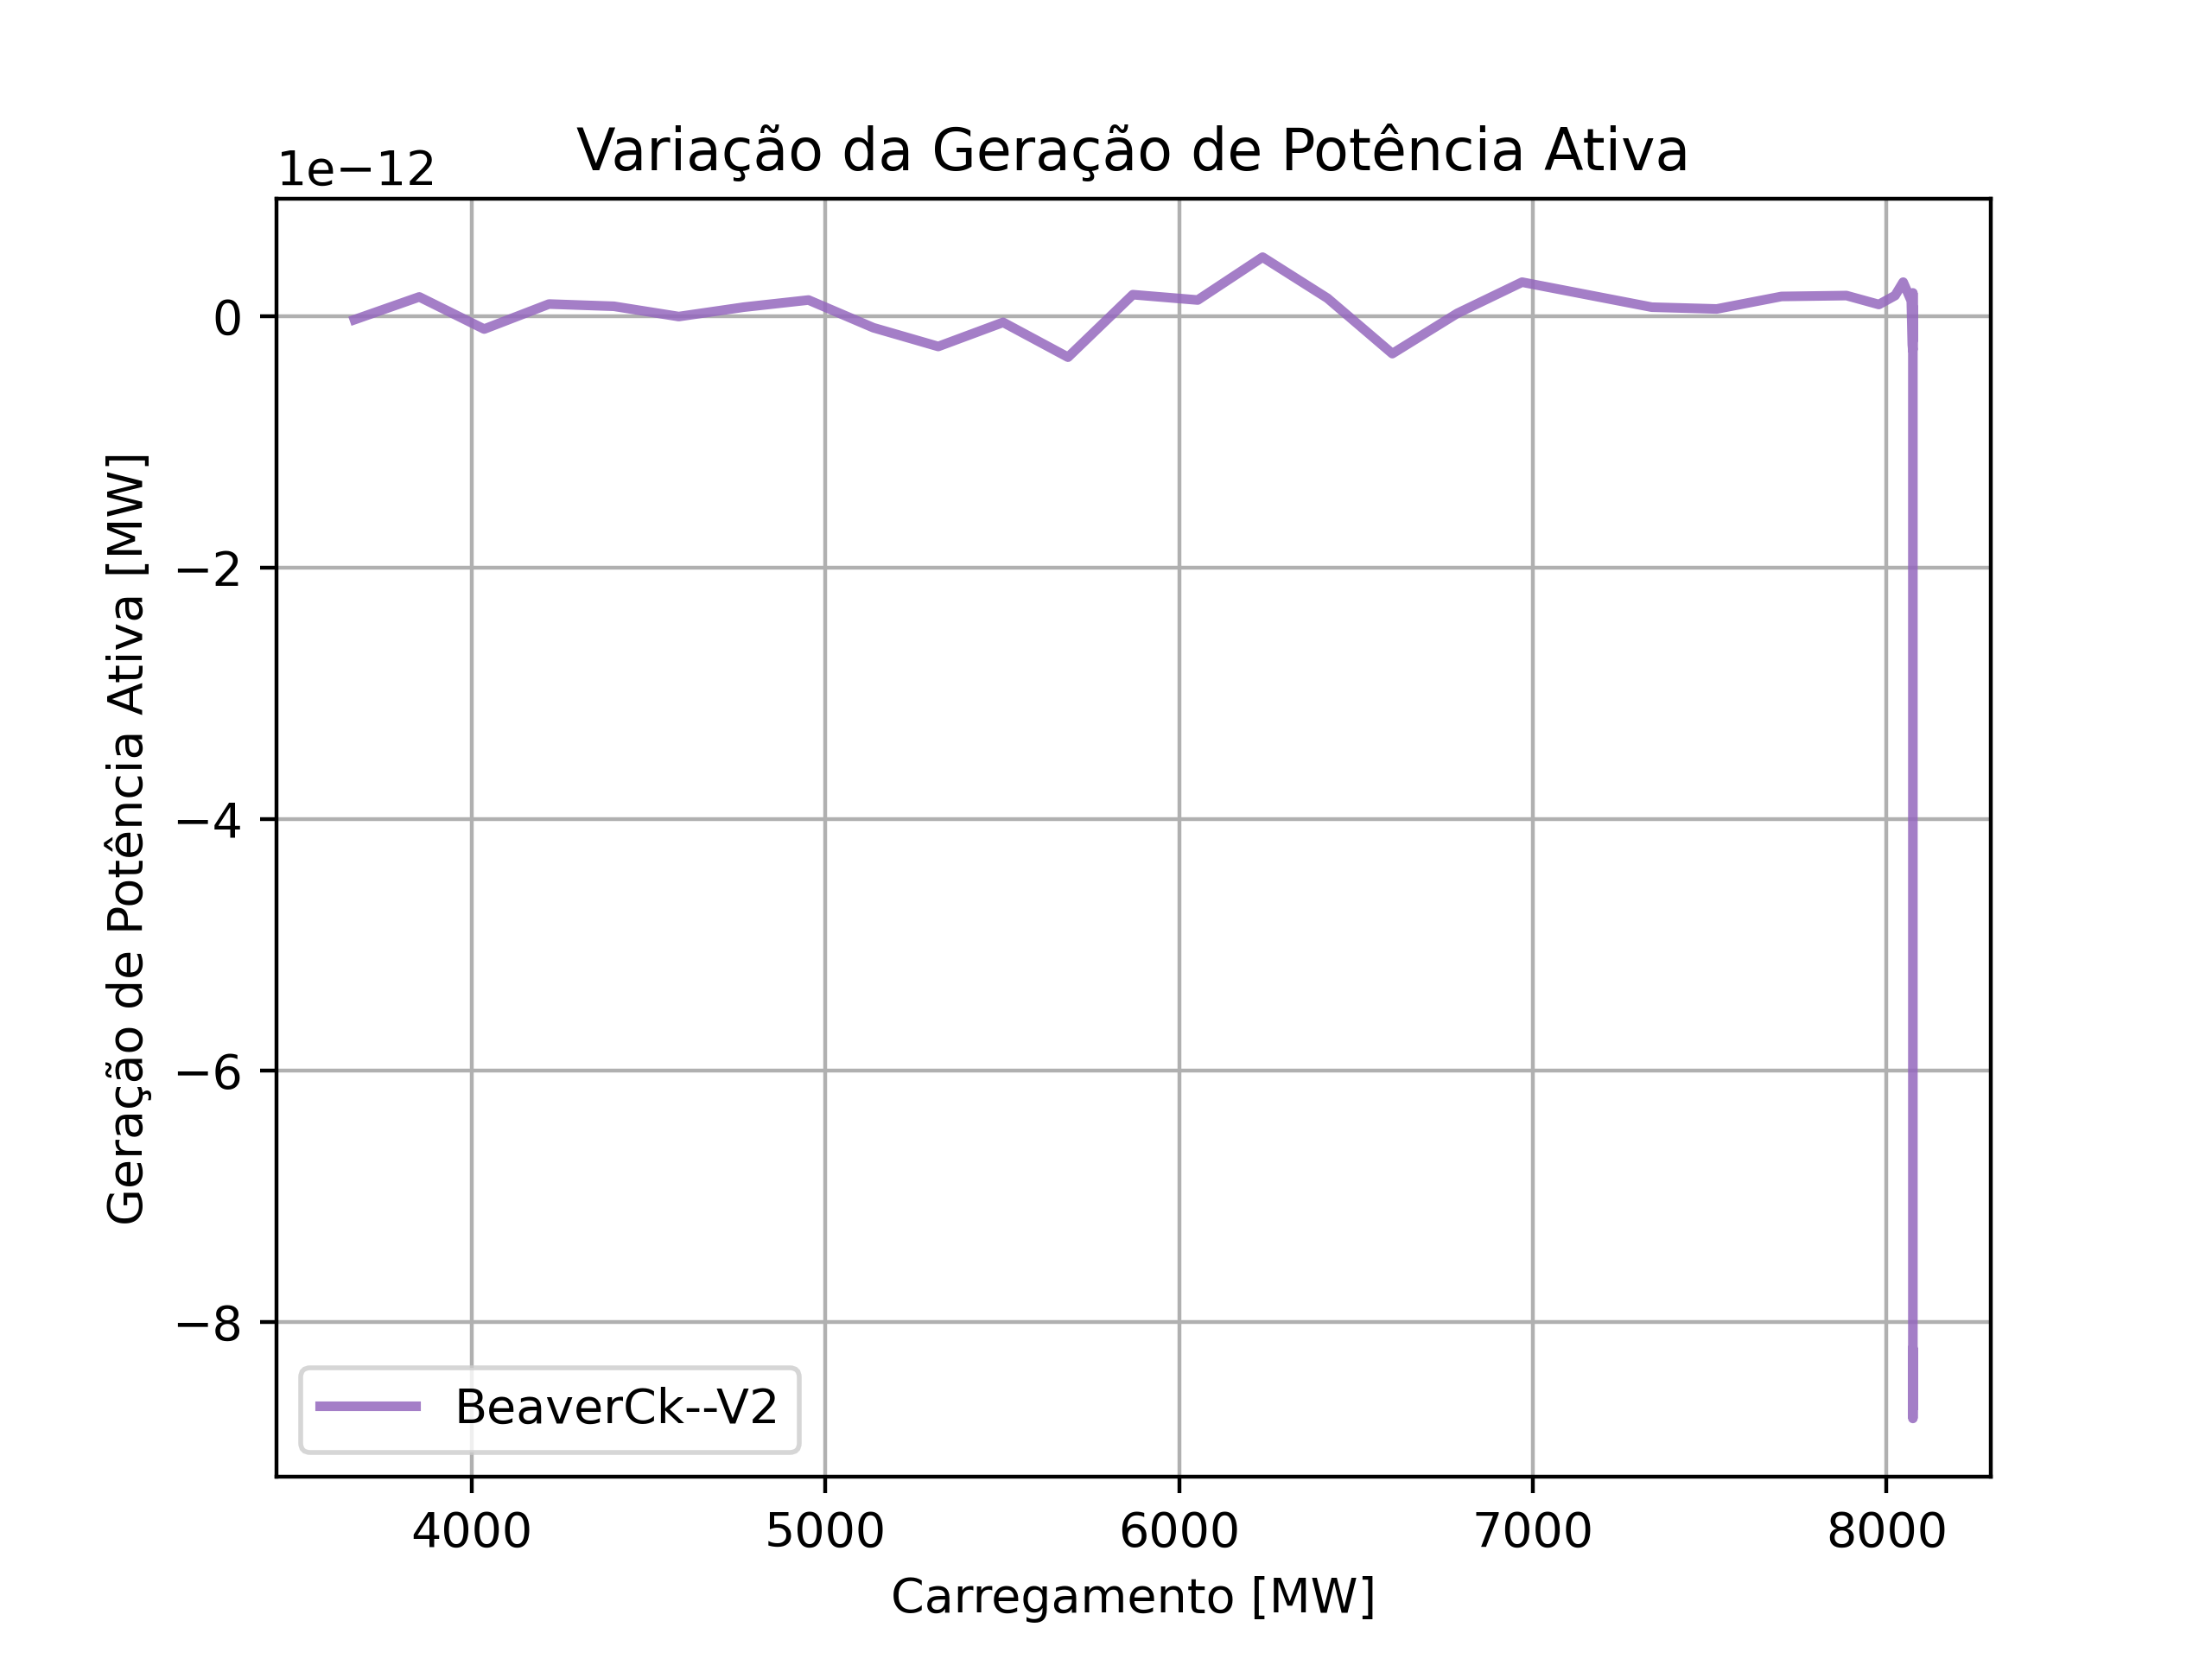 Variação da Geração de Potência Ativa
1e−12
Geração de Potência Ativa [MW]
0
−2
−4
−6
−8
BeaverCk--V2
4000 5000 6000 7000 8000
Carregamento [MW]